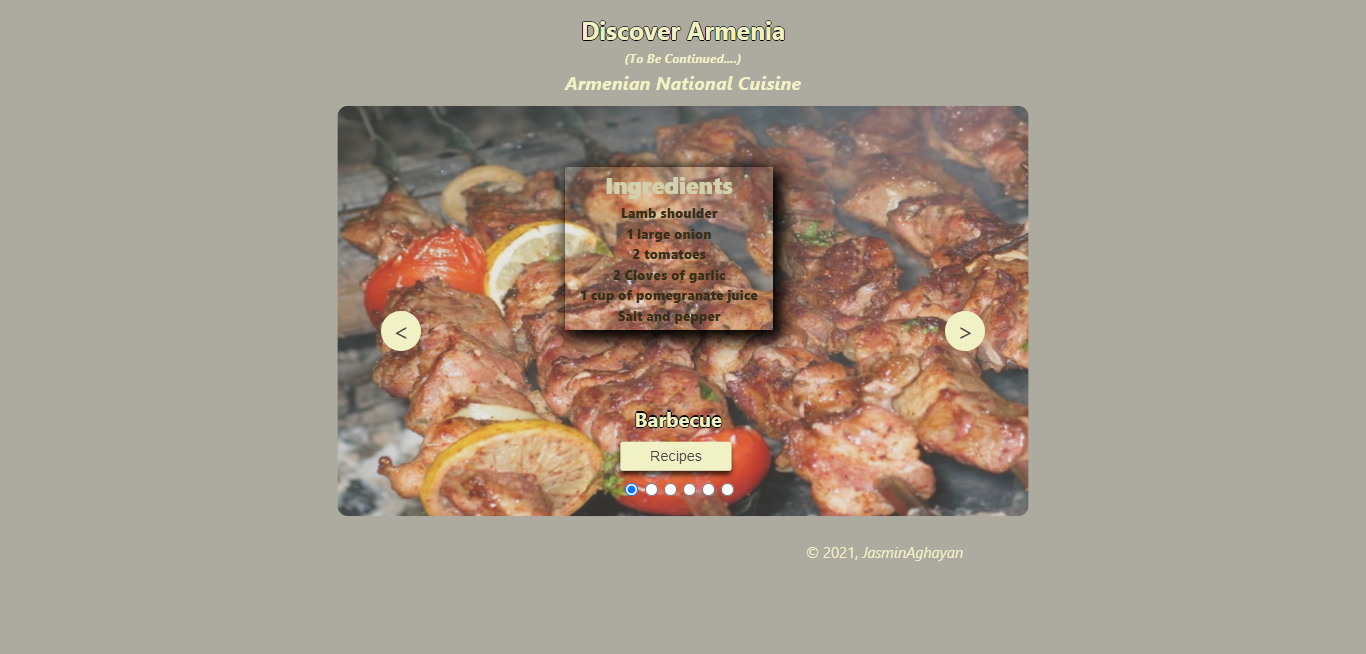 Discover Armenia
(To Be Continued....)
Armenian National Cuisine
Ingredients
Lamb shoulder
1 large onion
2 tomatoes
2 Cloves of garlic
1 cup of pomegranate juice
Salt and pepper
< >
Barbecue
Recipes
© 2021, JasminAghayan